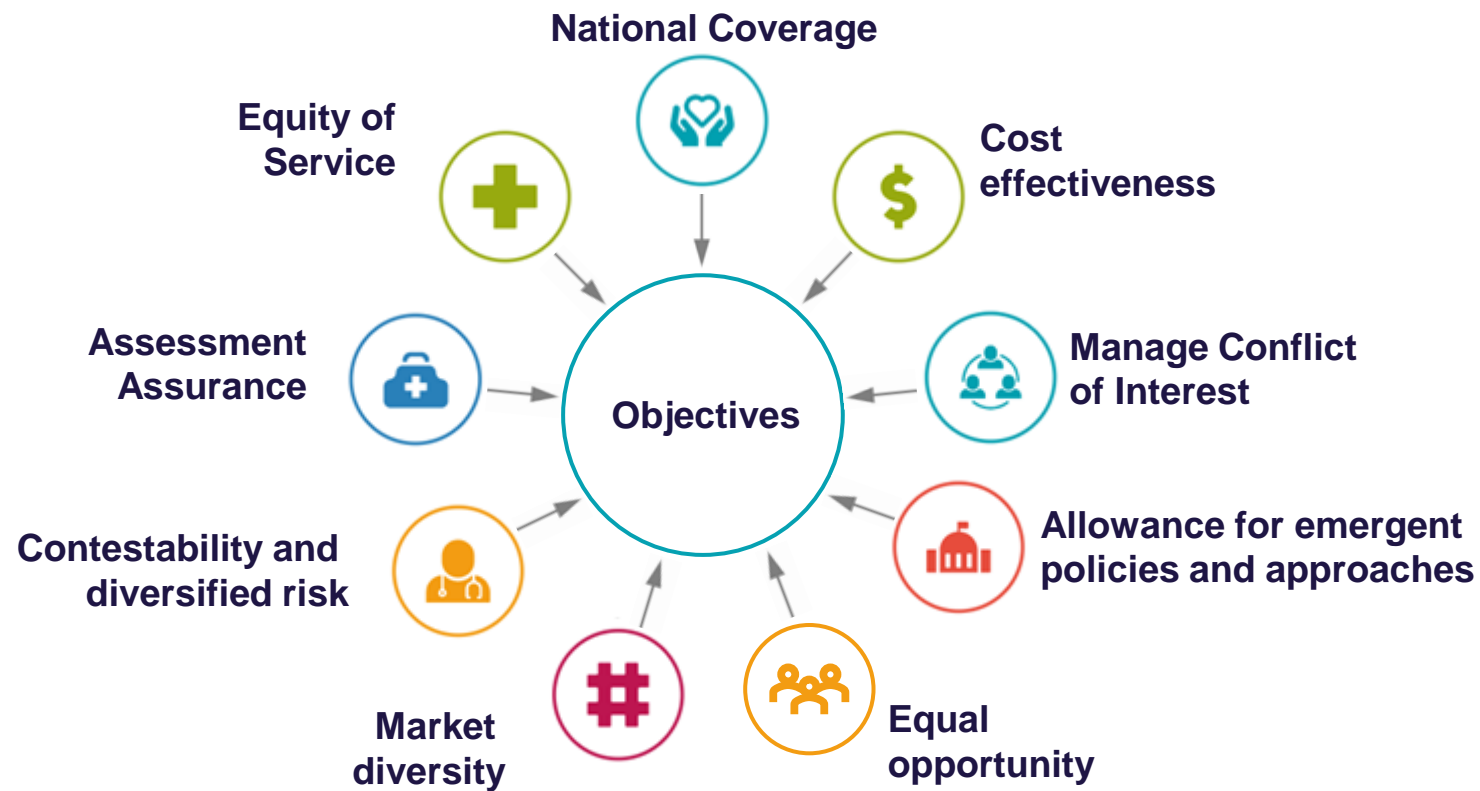 National Coverage
Equity of
Service
Cost
effectiveness
$
Assessment
Assurance
Manage Conflict
of Interest
Objectives
Contestability and
diversified risk
Allowance for emergent
policies and approaches
#
Market
diversity
Equal
opportunity